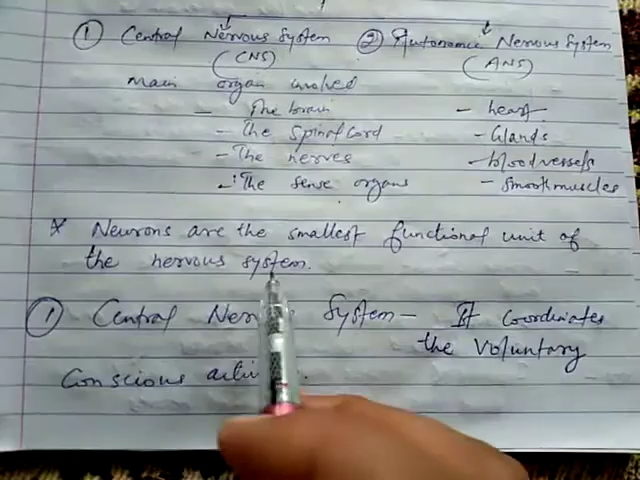 ① Central Nervous System ② Autonomic Nervous System
(CNS) (ANS)
Main organ involved
- The brain - heart
- The Spinal Cord - Glands
- The nerves - blood vessels
- The sense organs - Smooth muscles
* Neurons are the smallest functional unit of
the nervous system.
① Central System - It Coordinates
the Voluntary
Conscious